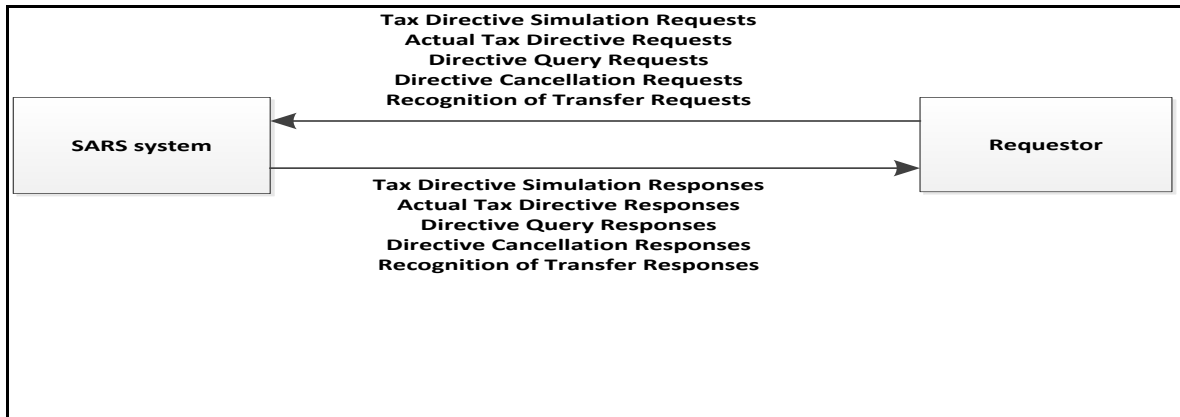 Tax Directive Simulation Requests
Actual Tax Directive Requests
Directive Query Requests
Directive Cancellation Requests
Recognition of Transfer Requests
SARS system
Requestor
Tax Directive Simulation Responses
Actual Tax Directive Responses
Directive Query Responses
Directive Cancellation Responses
Recognition of Transfer Responses